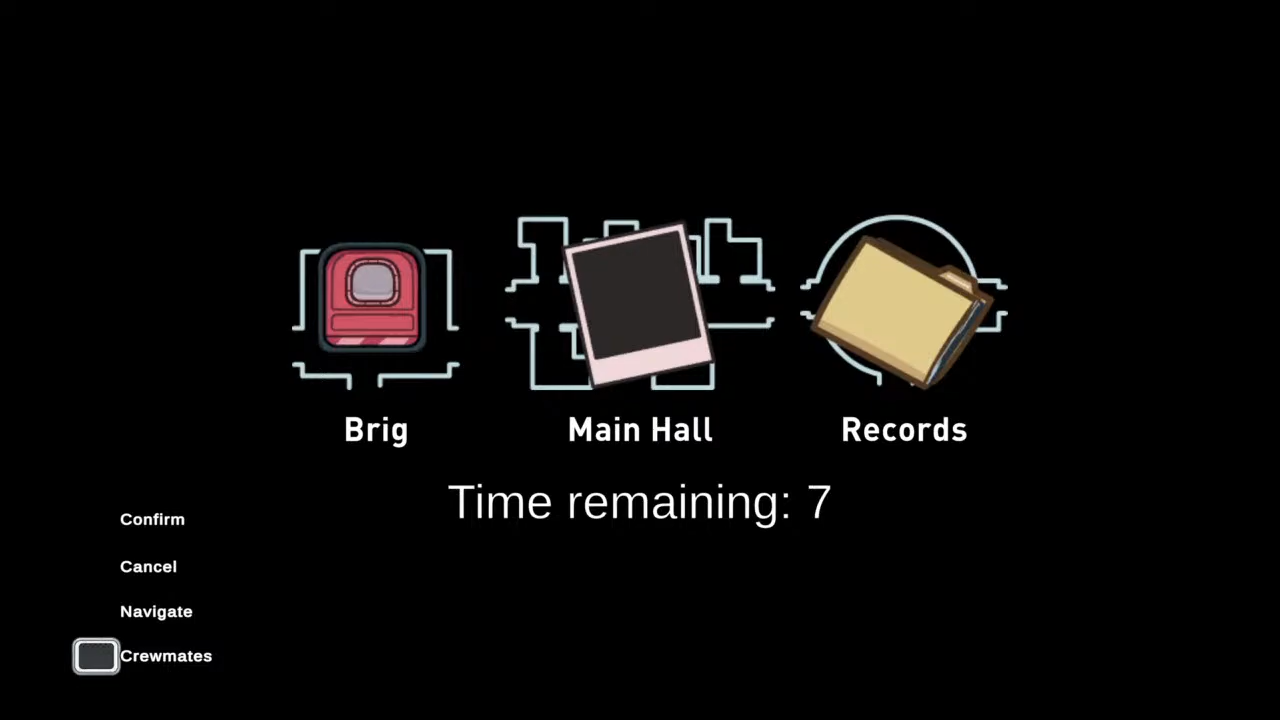 Brig
Main Hall
Records
Time remaining: 7
Confirm
Cancel
Navigate
Crewmates